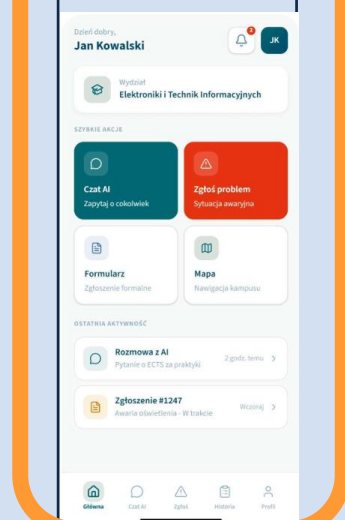 Dzień dobry,
Jan Kowalski
2
JK
Wydział
Elektroniki i Technik Informacyjnych
SZYBKIE AKCJE
Czat AI
Zapytaj o cokolwiek
Zgłoś problem
Sytuacja awaryjna
Formularz
Zgłoszenie formalne
Mapa
Nawigacja kampusu
OSTATNIA AKTYWNOŚĆ
Rozmowa z AI
Pytanie o ECTS za praktyki
2 godz. temu
Zgłoszenie #1247
Awaria oświetlenia - W trakcie
Wczoraj
Główna
Czat AI
Zgłoś
Historia
Profil